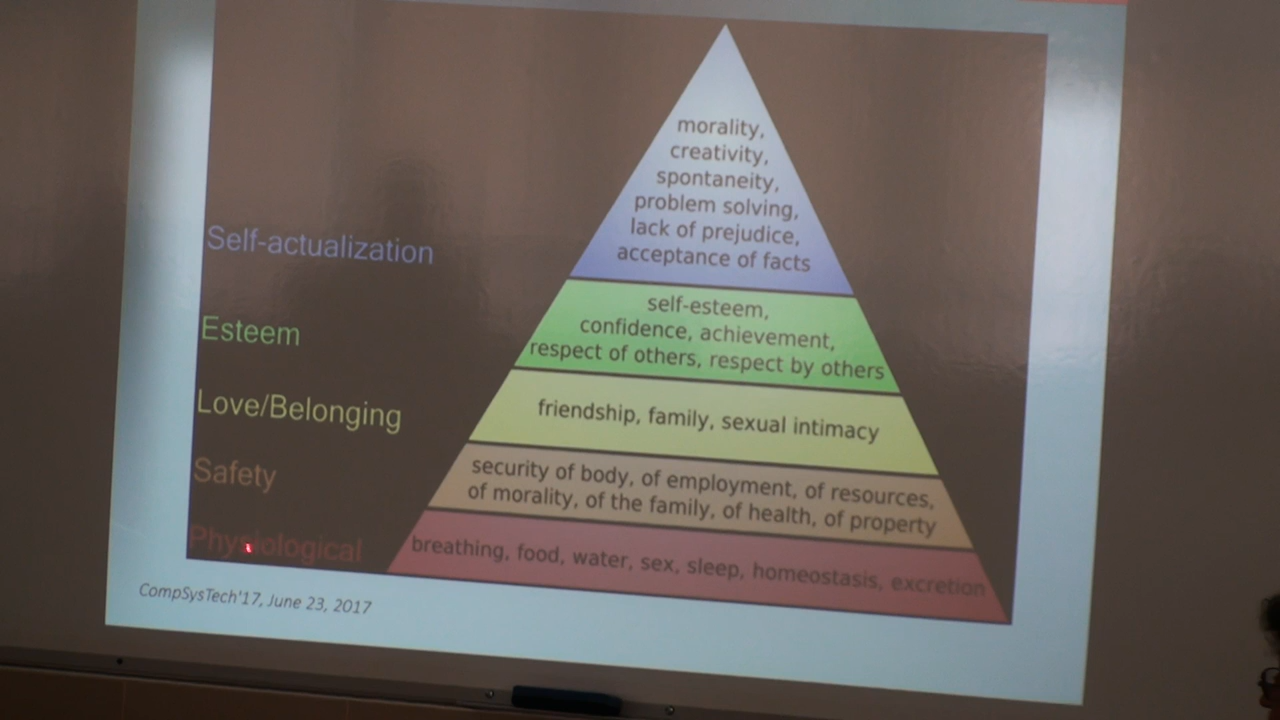 morality,
creativity,
spontaneity,
problem solving,
lack of prejudice,
acceptance of facts
Self-actualization
self-esteem,
confidence, achievement,
respect of others, respect by others
Esteem
friendship, family, sexual intimacy
Love/Belonging
security of body, of employment, of resources,
of morality, of the family, of health, of property
Safety
breathing, food, water, sex, sleep, homeostasis, excretion
Physiological
CompSysTech'17, June 23, 2017